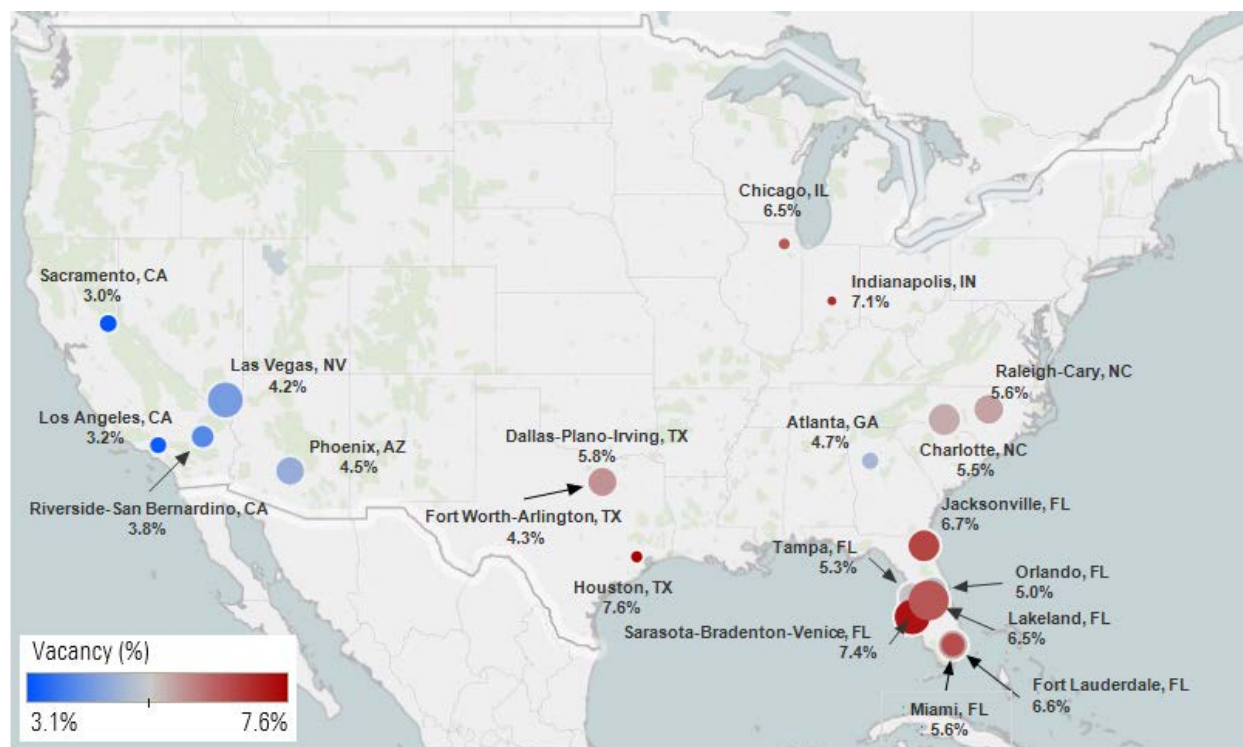 Chicago, IL
6.5%
Sacramento, CA
3.0%
Indianapolis, IN
7.1%
Las Vegas, NV
4.2%
Raleigh-Cary, NC
5.6%
Los Angeles, CA
3.2%
Atlanta, GA
4.7%
Dallas-Plano-Irving, TX
5.8%
Phoenix, AZ
4.5%
Charlotte, NC
5.5%
Riverside-San Bernardino, CA
3.8%
Fort Worth-Arlington, TX
4.3%
Jacksonville, FL
6.7%
Tampa, FL
5.3%
Orlando, FL
5.0%
Houston, TX
7.6%
Lakeland, FL
6.5%
Sarasota-Bradenton-Venice, FL
7.4%
Fort Lauderdale, FL
6.6%
Miami, FL
5.6%
Vacancy (%)
3.1%
7.6%